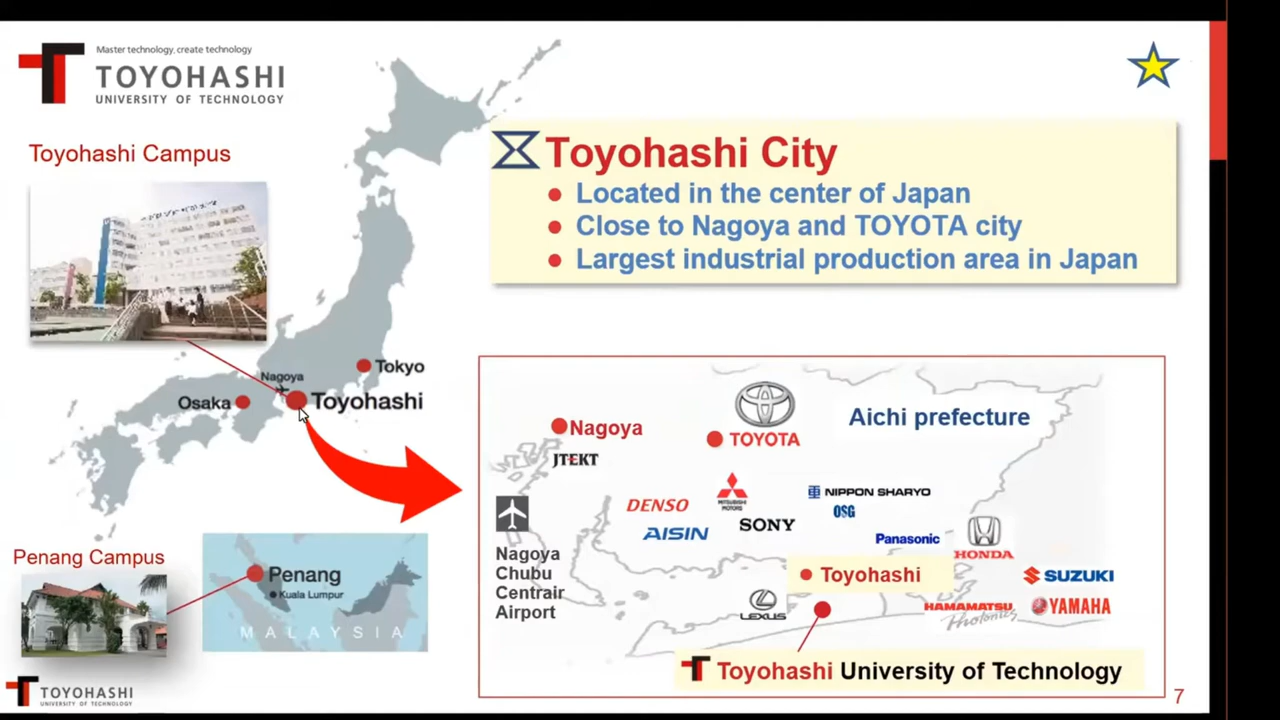 Master technology, create technology
TOYOHASHI
UNIVERSITY OF TECHNOLOGY
Toyohashi Campus
Toyohashi City
Located in the center of Japan
Close to Nagoya and TOYOTA city
Largest industrial production area in Japan
Tokyo
Nagoya
Osaka
Toyohashi
Penang Campus
Penang
Kuala Lumpur
MALAYSIA
Aichi prefecture
Nagoya
TOYOTA
JTEKT
DENSO
MITSUBISHI
MOTORS
NIPPON SHARYO
OSG
AISIN
SONY
Panasonic
HONDA
Nagoya
Chubu
Centrair
Airport
Toyohashi
SUZUKI
LEXUS
HAMAMATSU
Photonics
YAMAHA
Toyohashi University of Technology
TOYOHASHI
UNIVERSITY OF TECHNOLOGY
7